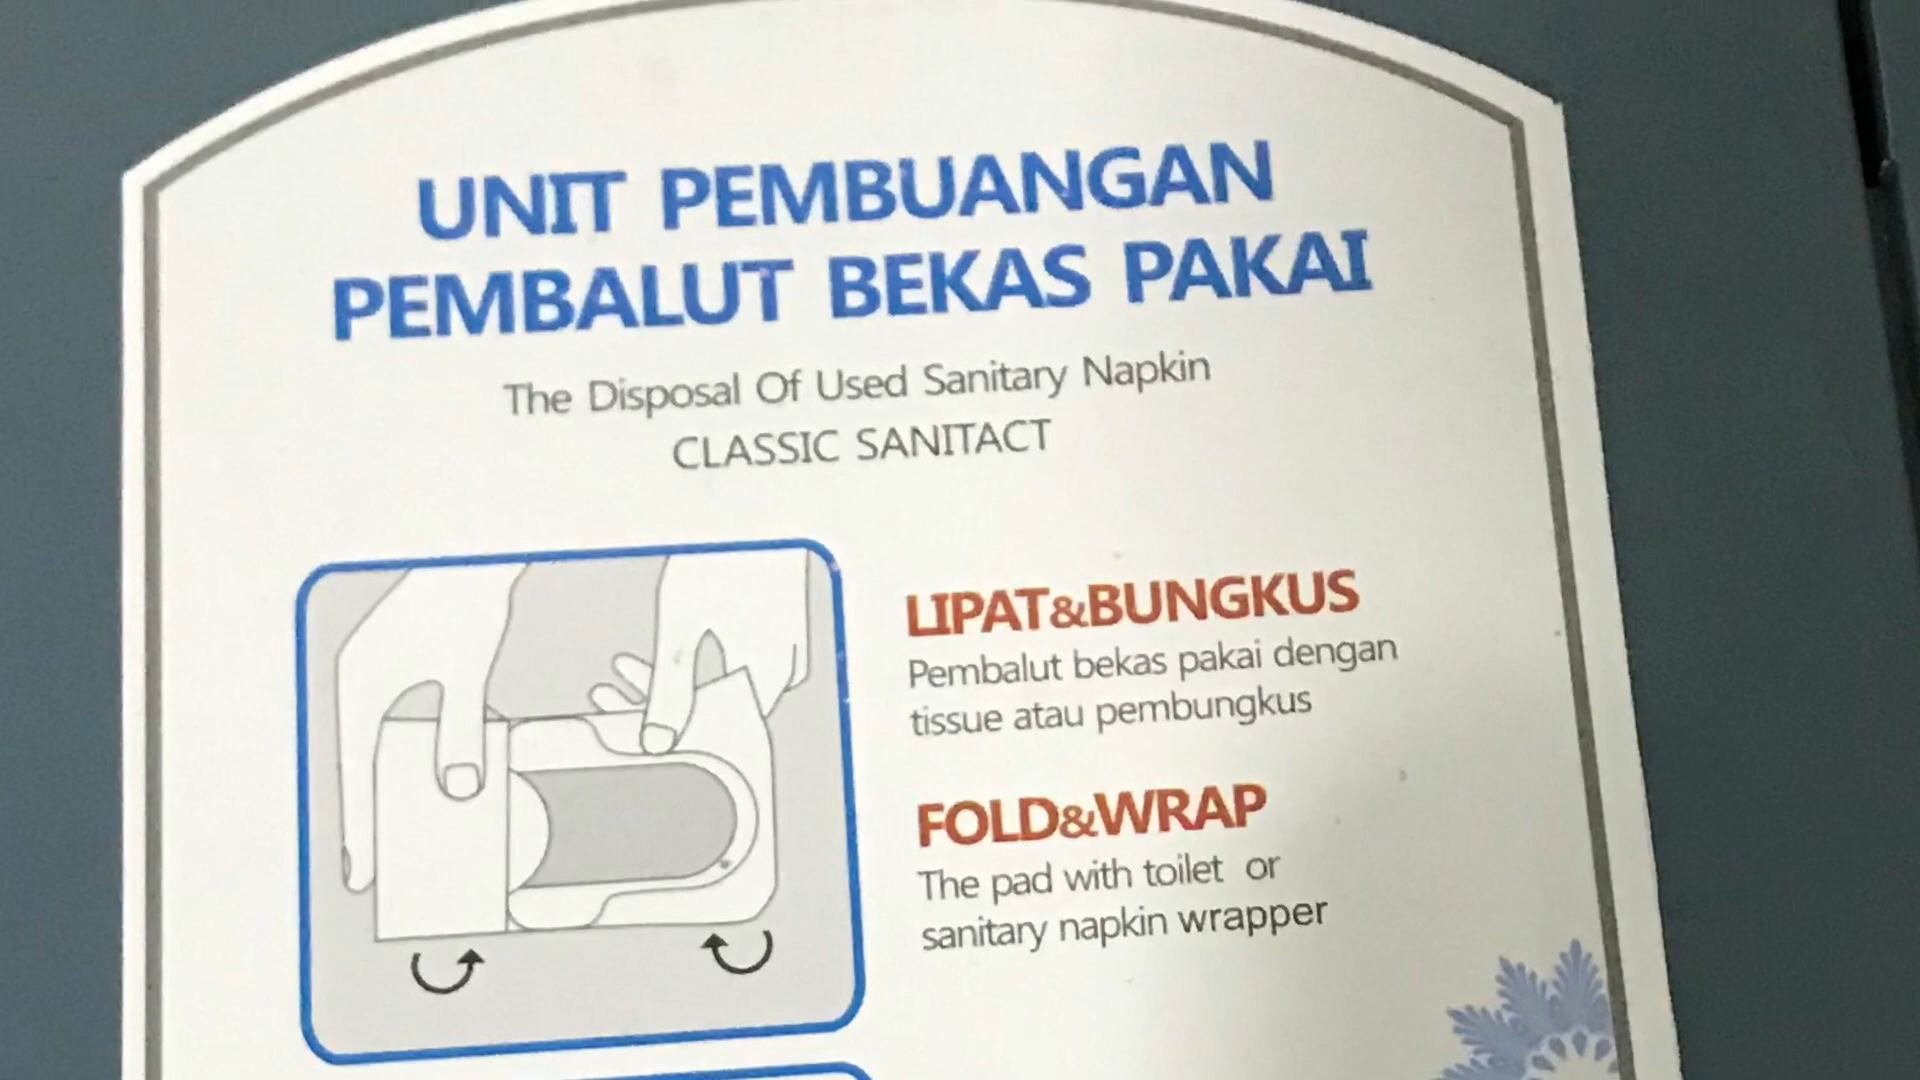 UNIT PEMBUANGAN
PEMBALUT BEKAS PAKAI
The Disposal Of Used Sanitary Napkin
CLASSIC SANITACT
LIPAT&BUNGKUS
Pembalut bekas pakai dengan
tissue atau pembungkus
FOLD&WRAP
The pad with toilet or
sanitary napkin wrapper